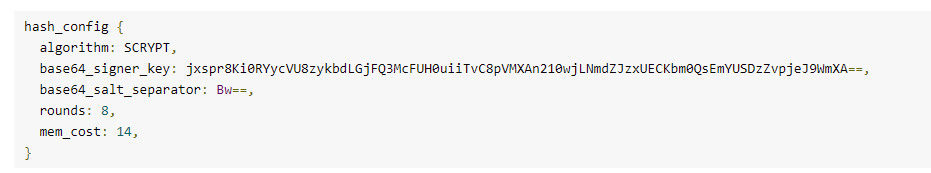 hash_config {
algorithm: SCRYPT,
base64_signer_key: jxspr8Ki0RYycVU8zykbdLGjFQ3McFUH0uiiTvC8pVMXAn210wjLNmdZJzxUECKbm0QsEmYUSDzZvpjeJ9WmXA==,
base64_salt_separator: Bw==,
rounds: 8,
mem_cost: 14,
}